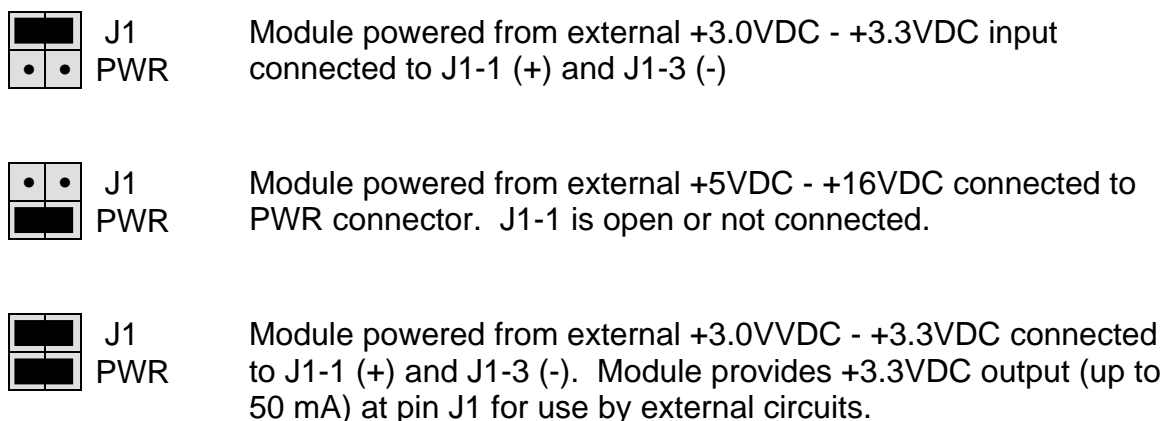 J1 Module powered from external +3.0VDC - +3.3VDC input
PWR connected to J1-1 (+) and J1-3 (-)
J1 Module powered from external +5VDC - +16VDC connected to
PWR PWR connector. J1-1 is open or not connected.
J1 Module powered from external +3.0VVDC - +3.3VDC connected
PWR to J1-1 (+) and J1-3 (-). Module provides +3.3VDC output (up to
50 mA) at pin J1 for use by external circuits.